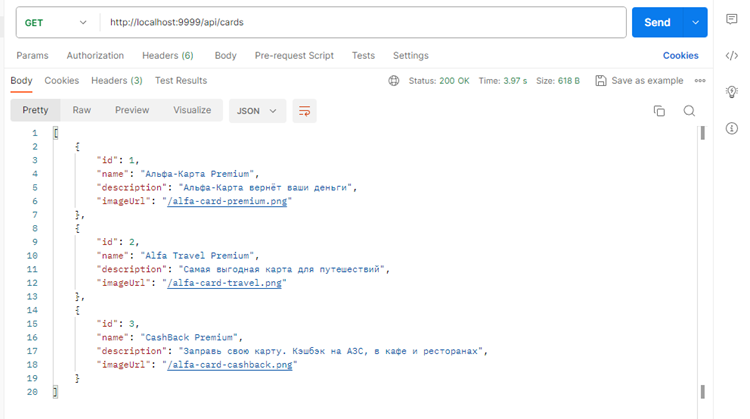 GET http://localhost:9999/api/cards Send
Params Authorization Headers (6) Body Pre-request Script Tests Settings Cookies
Body Cookies Headers (3) Test Results Status: 200 OK Time: 3.97 s Size: 618 B Save as example
Pretty Raw Preview Visualize JSON
1 [
2 {
3 "id": 1,
4 "name": "Альфа-Карта Premium",
5 "description": "Альфа-Карта вернёт ваши деньги",
6 "imageUrl": "/alfa-card-premium.png"
7 },
8 {
9 "id": 2,
10 "name": "Alfa Travel Premium",
11 "description": "Самая выгодная карта для путешествий",
12 "imageUrl": "/alfa-card-travel.png"
13 },
14 {
15 "id": 3,
16 "name": "CashBack Premium",
17 "description": "Заправь свою карту. Кэшбэк на АЗС, в кафе и ресторанах",
18 "imageUrl": "/alfa-card-cashback.png"
19 }
20 ]